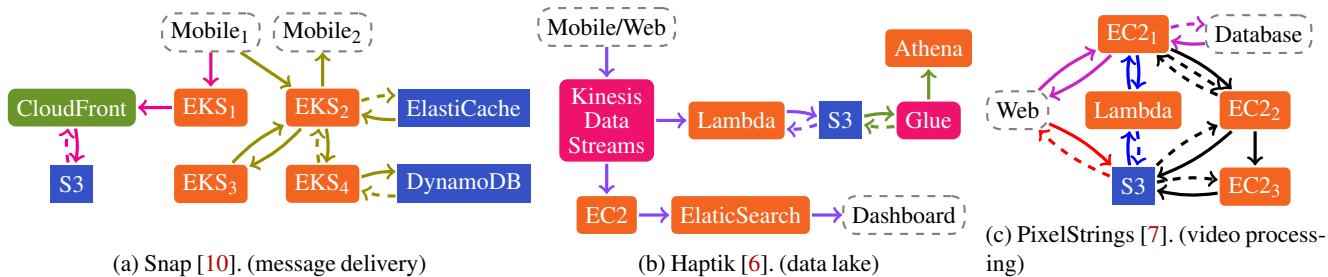 Mobile1
Mobile2
CloudFront
EKS1
EKS2
ElastiCache
S3
EKS3
EKS4
DynamoDB
(a) Snap [10]. (message delivery)
Mobile/Web
Kinesis
Data
Streams
Lambda
S3
Glue
Athena
EC2
ElaticSearch
Dashboard
(b) Haptik [6]. (data lake)
EC21
Database
Web
Lambda
EC22
S3
EC23
(c) PixelStrings [7]. (video process-
ing)